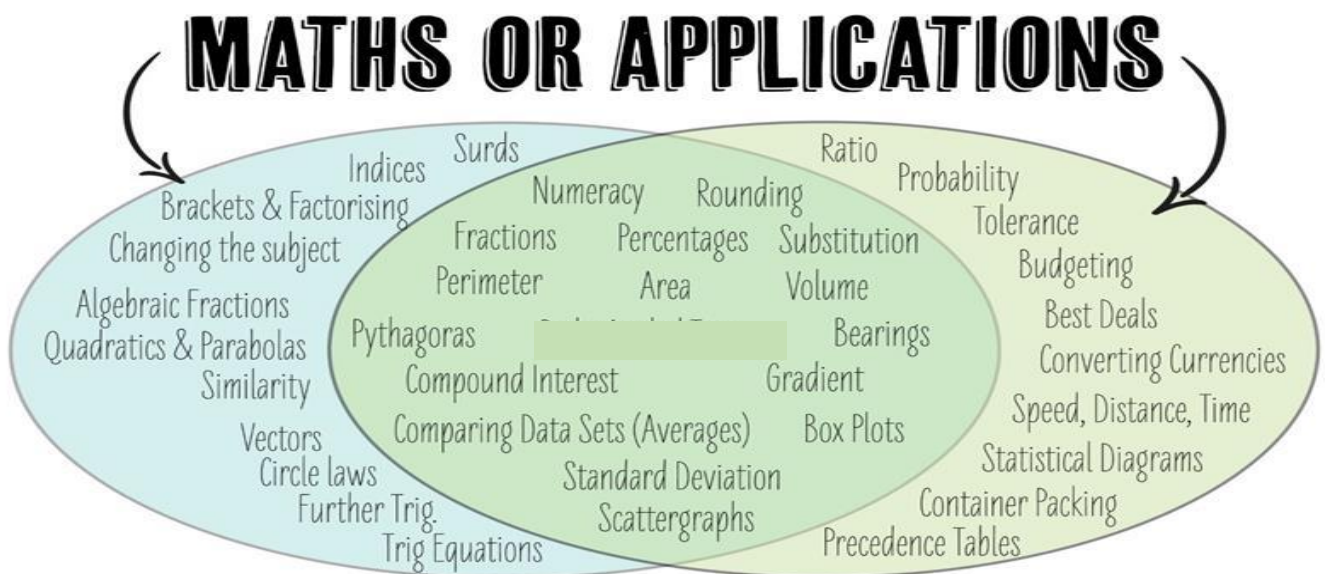 MATHS OR APPLICATIONS
Surds
Indices
Brackets & Factorising
Changing the subject
Algebraic Fractions
Quadratics & Parabolas
Similarity
Vectors
Circle laws
Further Trig.
Trig Equations
Numeracy Rounding
Fractions Percentages Substitution
Perimeter Area Volume
Pythagoras Bearings
Compound Interest Gradient
Comparing Data Sets (Averages) Box Plots
Standard Deviation
Scattergraphs
Ratio
Probability
Tolerance
Budgeting
Best Deals
Converting Currencies
Speed, Distance, Time
Statistical Diagrams
Container Packing
Precedence Tables